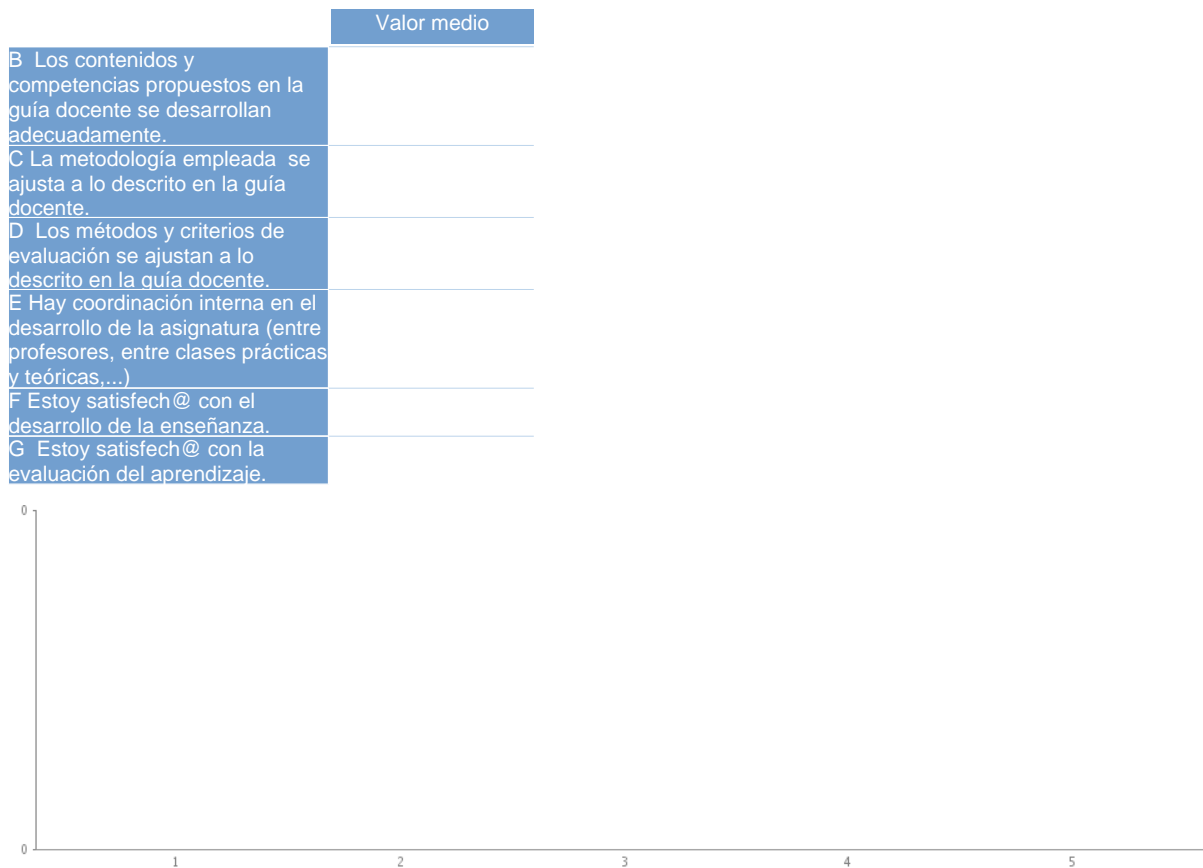 Valor medio
B  Los contenidos y
competencias propuestos en la
guía docente se desarrollan
adecuadamente.
C La metodología empleada  se
ajusta a lo descrito en la guía
docente.
D  Los métodos y criterios de
evaluación se ajustan a lo
descrito en la guía docente.
E Hay coordinación interna en el
desarrollo de la asignatura (entre
profesores, entre clases prácticas
y teóricas,...)
F Estoy satisfech@ con el
desarrollo de la enseñanza.
G  Estoy satisfech@ con la
evaluación del aprendizaje.
0
0
1 2 3 4 5